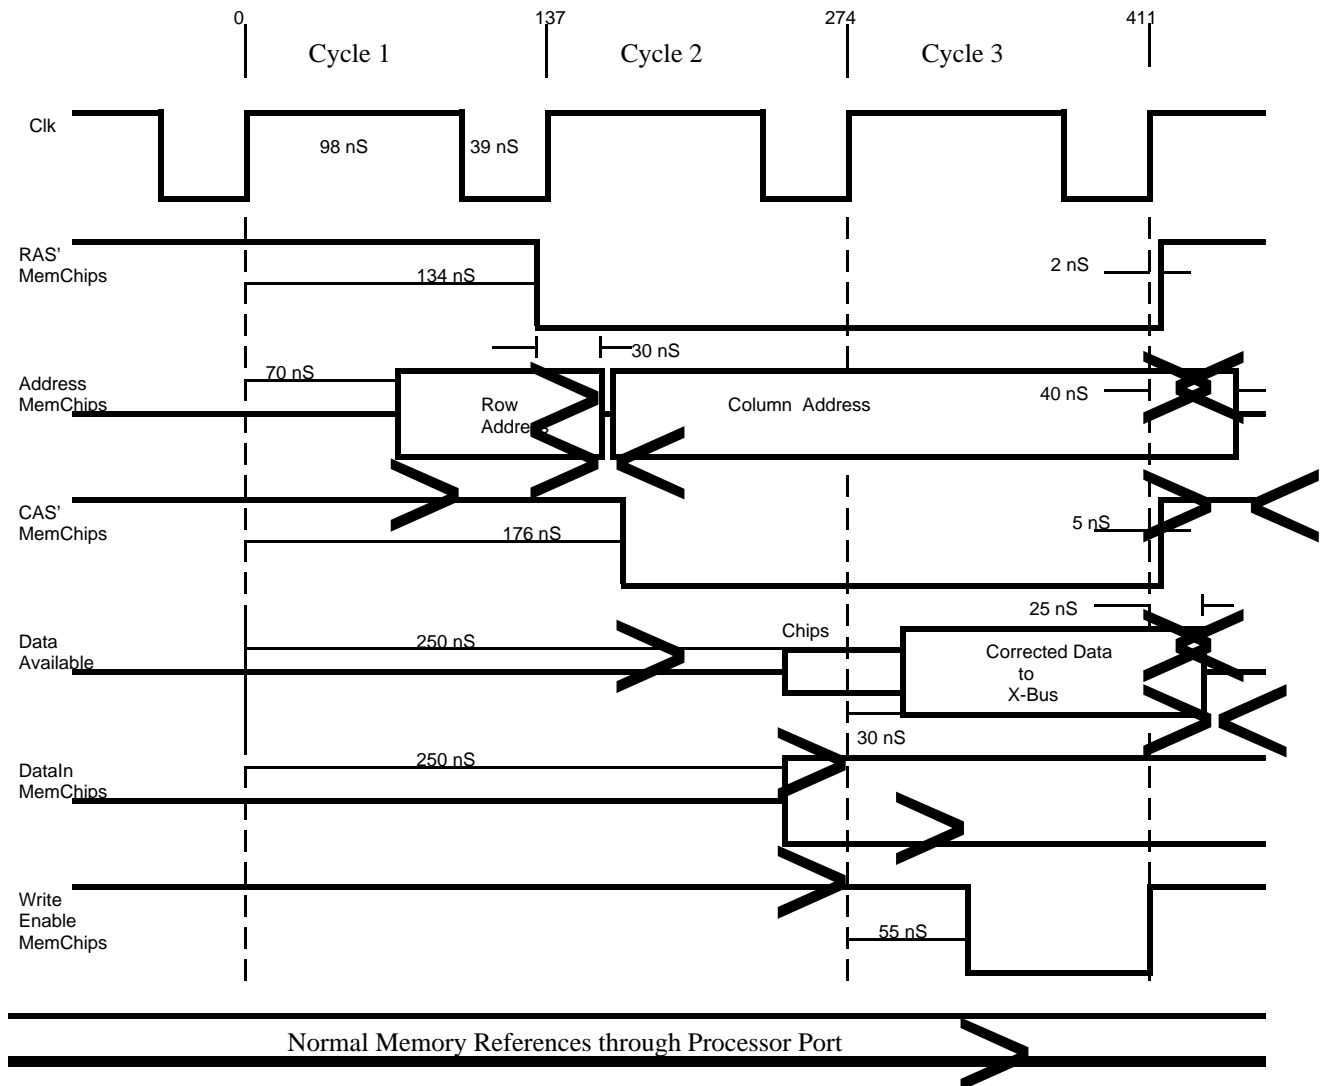 0 137 274 411
Cycle 1 Cycle 2 Cycle 3
Clk
98 nS 39 nS
RAS'
MemChips
134 nS
2 nS
30 nS
70 nS
Address
MemChips
Row
Address
Column Address
40 nS
CAS'
MemChips
176 nS
5 nS
25 nS
Data
Available
250 nS
Chips
Corrected Data
to
X-Bus
30 nS
DataIn
MemChips
250 nS
Write
Enable
MemChips
55 nS
Normal Memory References through Processor Port